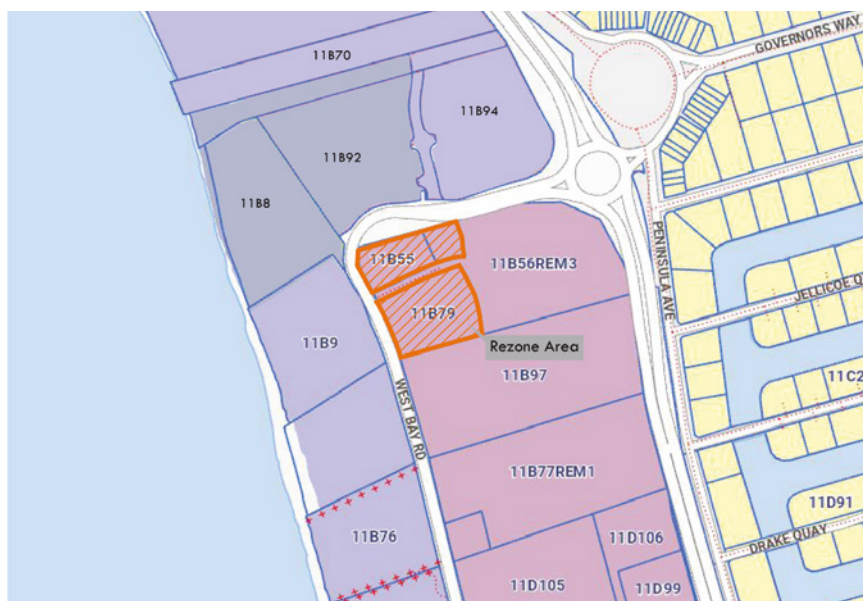 11B70
GOVERNORS WAY
11B94
11B92
11B8
PENINSULA AVE
11B55
11B56REM3
JELLICOE Q
11B79
11B9
Rezone Area
11B97
WEST BAY RD
11C2
11B77REM1
11D91
11B76
11D106
DRAKE QUAY
11D105
11D99